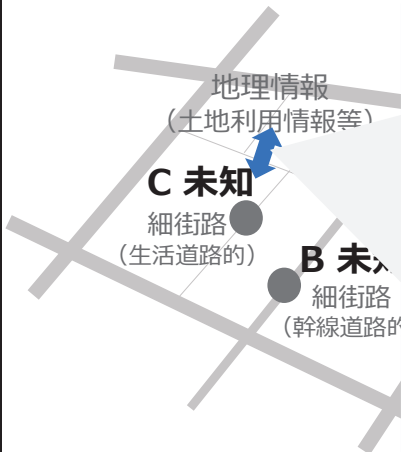 地理情報
（土地利用情報等）
C 未知
細街路
（生活道路的）
B 未
細街路
（幹線道路的